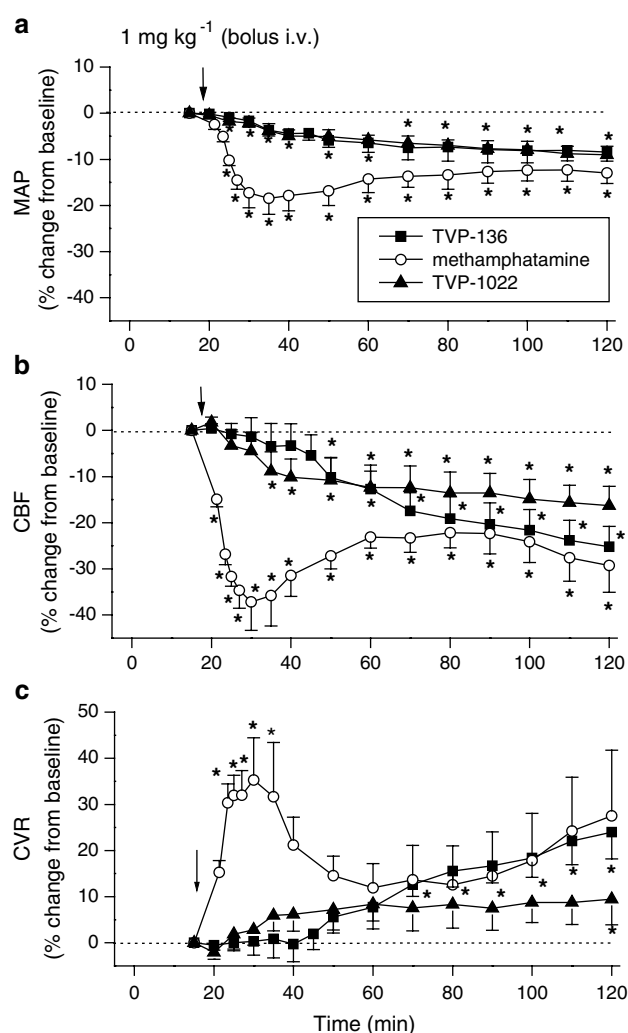 a
1 mg kg⁻¹ (bolus i.v.)
10
0
-10
-20
-30
-40
MAP
(% change from baseline)
TVP-136
methamphatamine
TVP-1022
0 20 40 60 80 100 120
b
10
0
-10
-20
-30
-40
CBF
(% change from baseline)
0 20 40 60 80 100 120
c
50
40
30
20
10
0
CVR
(% change from baseline)
0 20 40 60 80 100 120
Time (min)